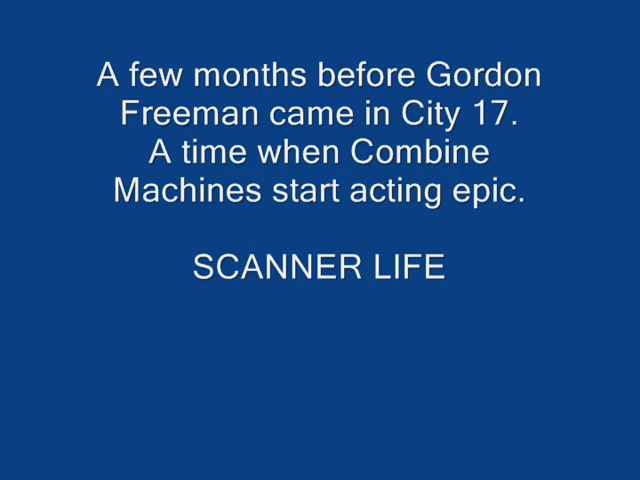 A few months before Gordon
Freeman came in City 17.
A time when Combine
Machines start acting epic.
SCANNER LIFE